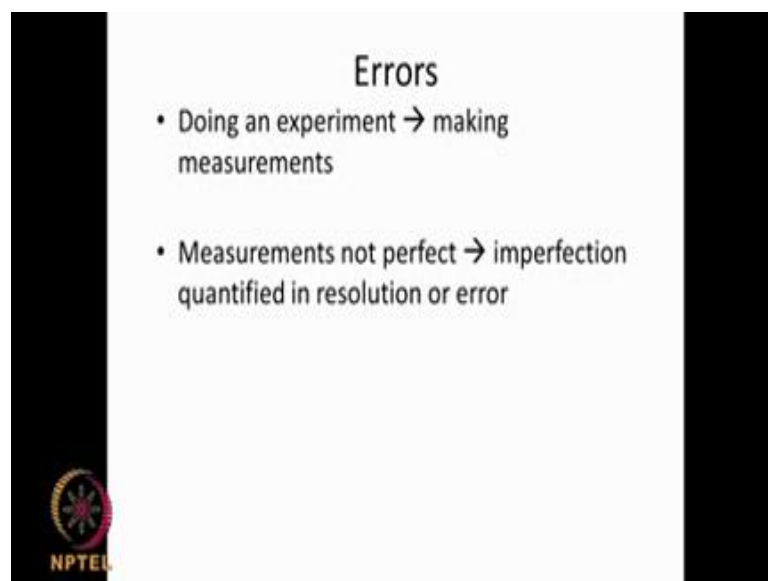 Errors
• Doing an experiment → making
measurements
• Measurements not perfect → imperfection
quantified in resolution or error
NPTEL